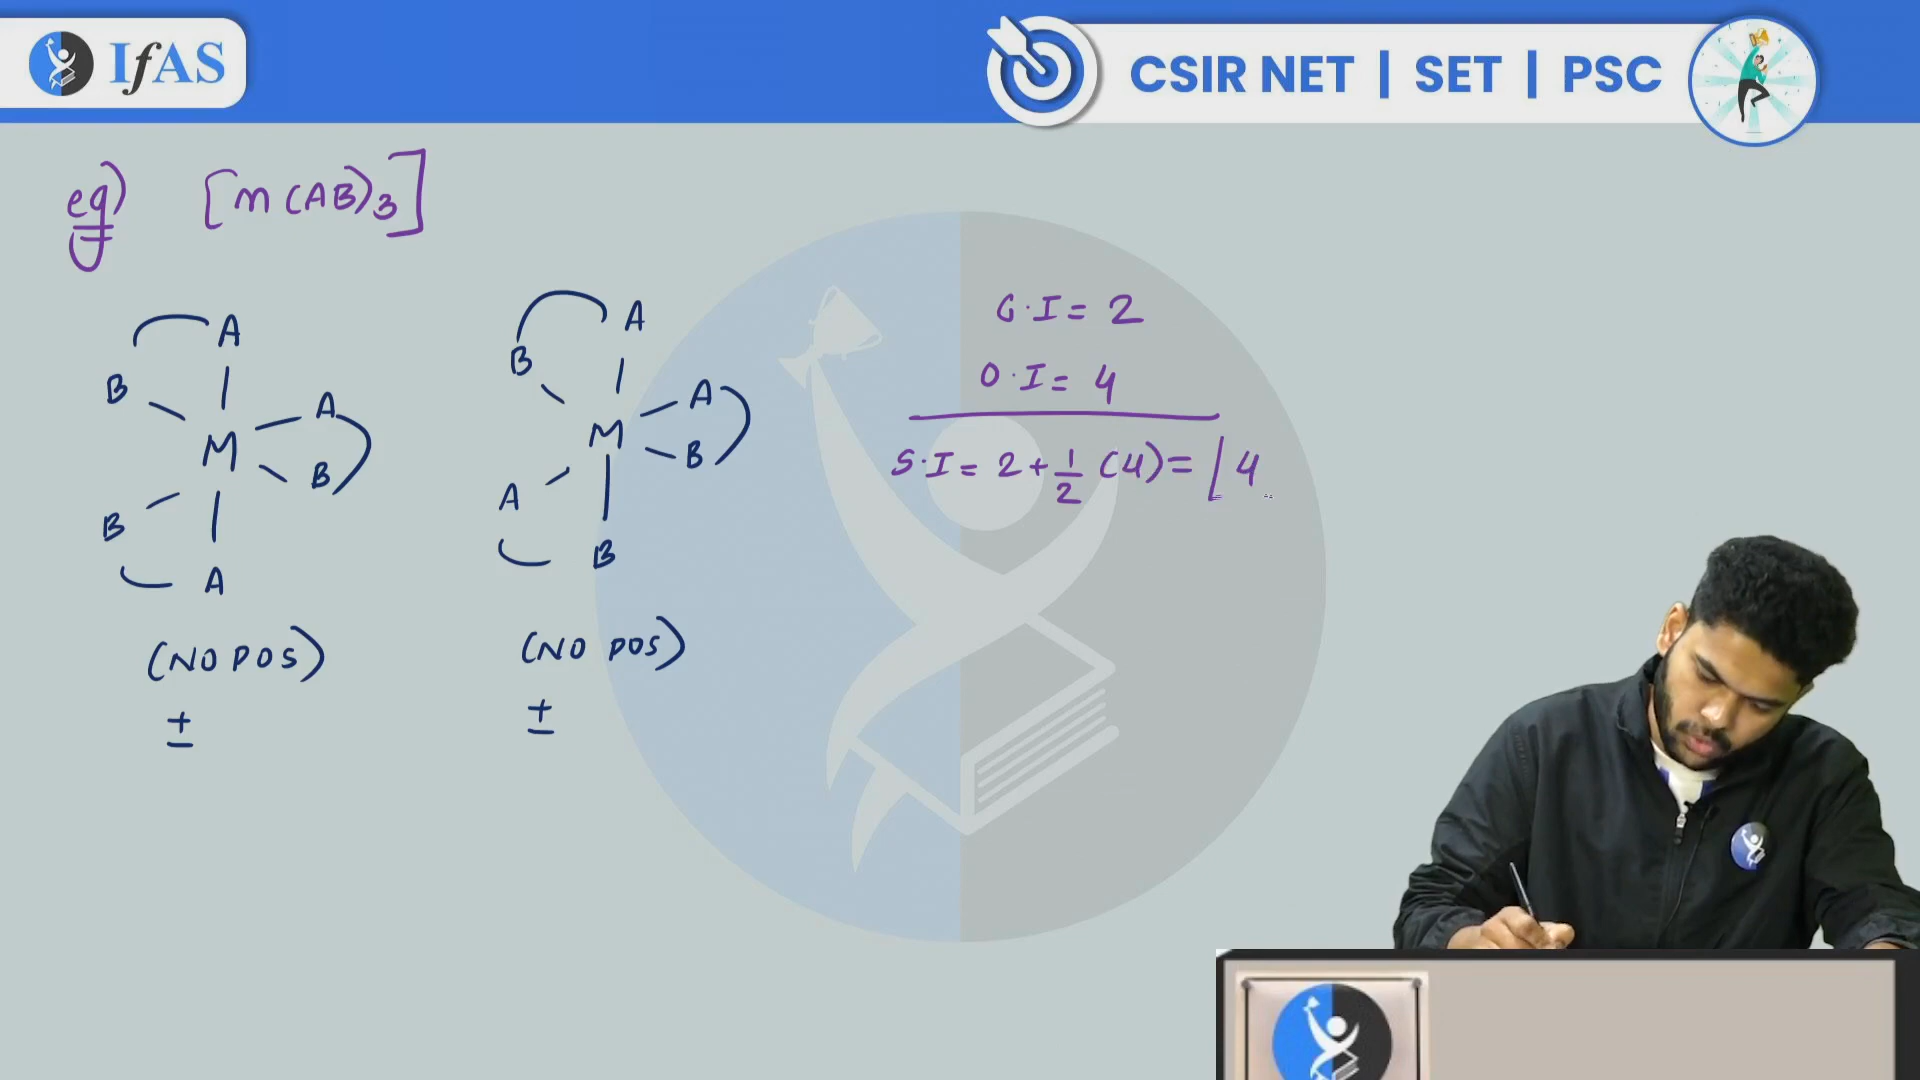 IfAS
CSIR NET | SET | PSC
eg) [M(AB)3]
A
B
A
M
B
B
A
(NO POS)
±
A
B
A
M
B
A
B
(NO POS)
±
G·I = 2
O·I = 4
S·I = 2 + 1/2 (4) = 4